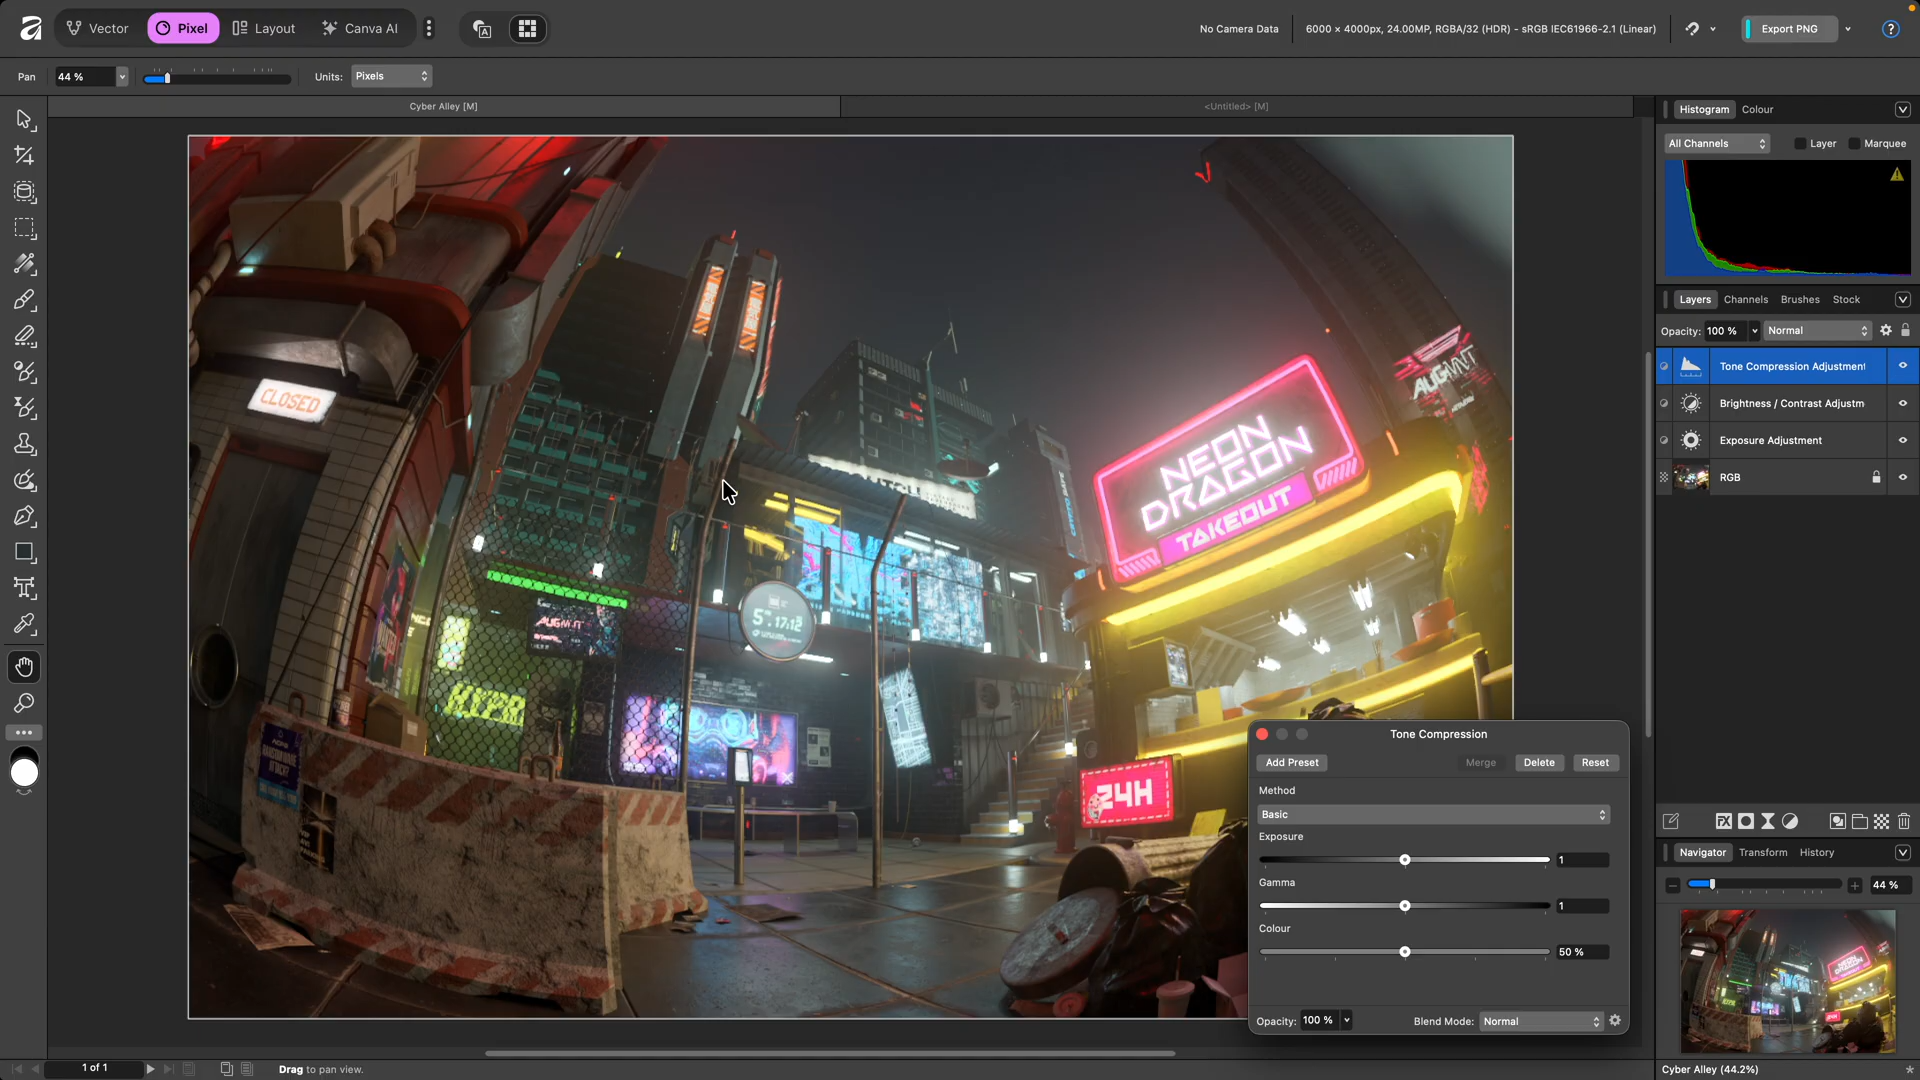 Vector
Pixel
Layout
Canva AI
No Camera Data
6000 × 4000px, 24.00MP, RGBA/32 (HDR) - sRGB IEC61966-2.1 (Linear)
Export PNG
?
Pan
44 %
Units:
Pixels
Cyber Alley [M]
<Untitled> [M]
Histogram
Colour
All Channels
Layer
Marquee
Layers
Channels
Brushes
Stock
Opacity:
100 %
Normal
Tone Compression Adjustment
Brightness / Contrast Adjustm
Exposure Adjustment
RGB
CLOSED
NEON
DRAGON
TAKEOUT
24H
Tone Compression
Add Preset
Merge
Delete
Reset
Method
Basic
Exposure
1
Gamma
1
Colour
50 %
Opacity:
100 %
Blend Mode:
Normal
Navigator
Transform
History
44 %
1 of 1
Drag to pan view.
Cyber Alley (44.2%)